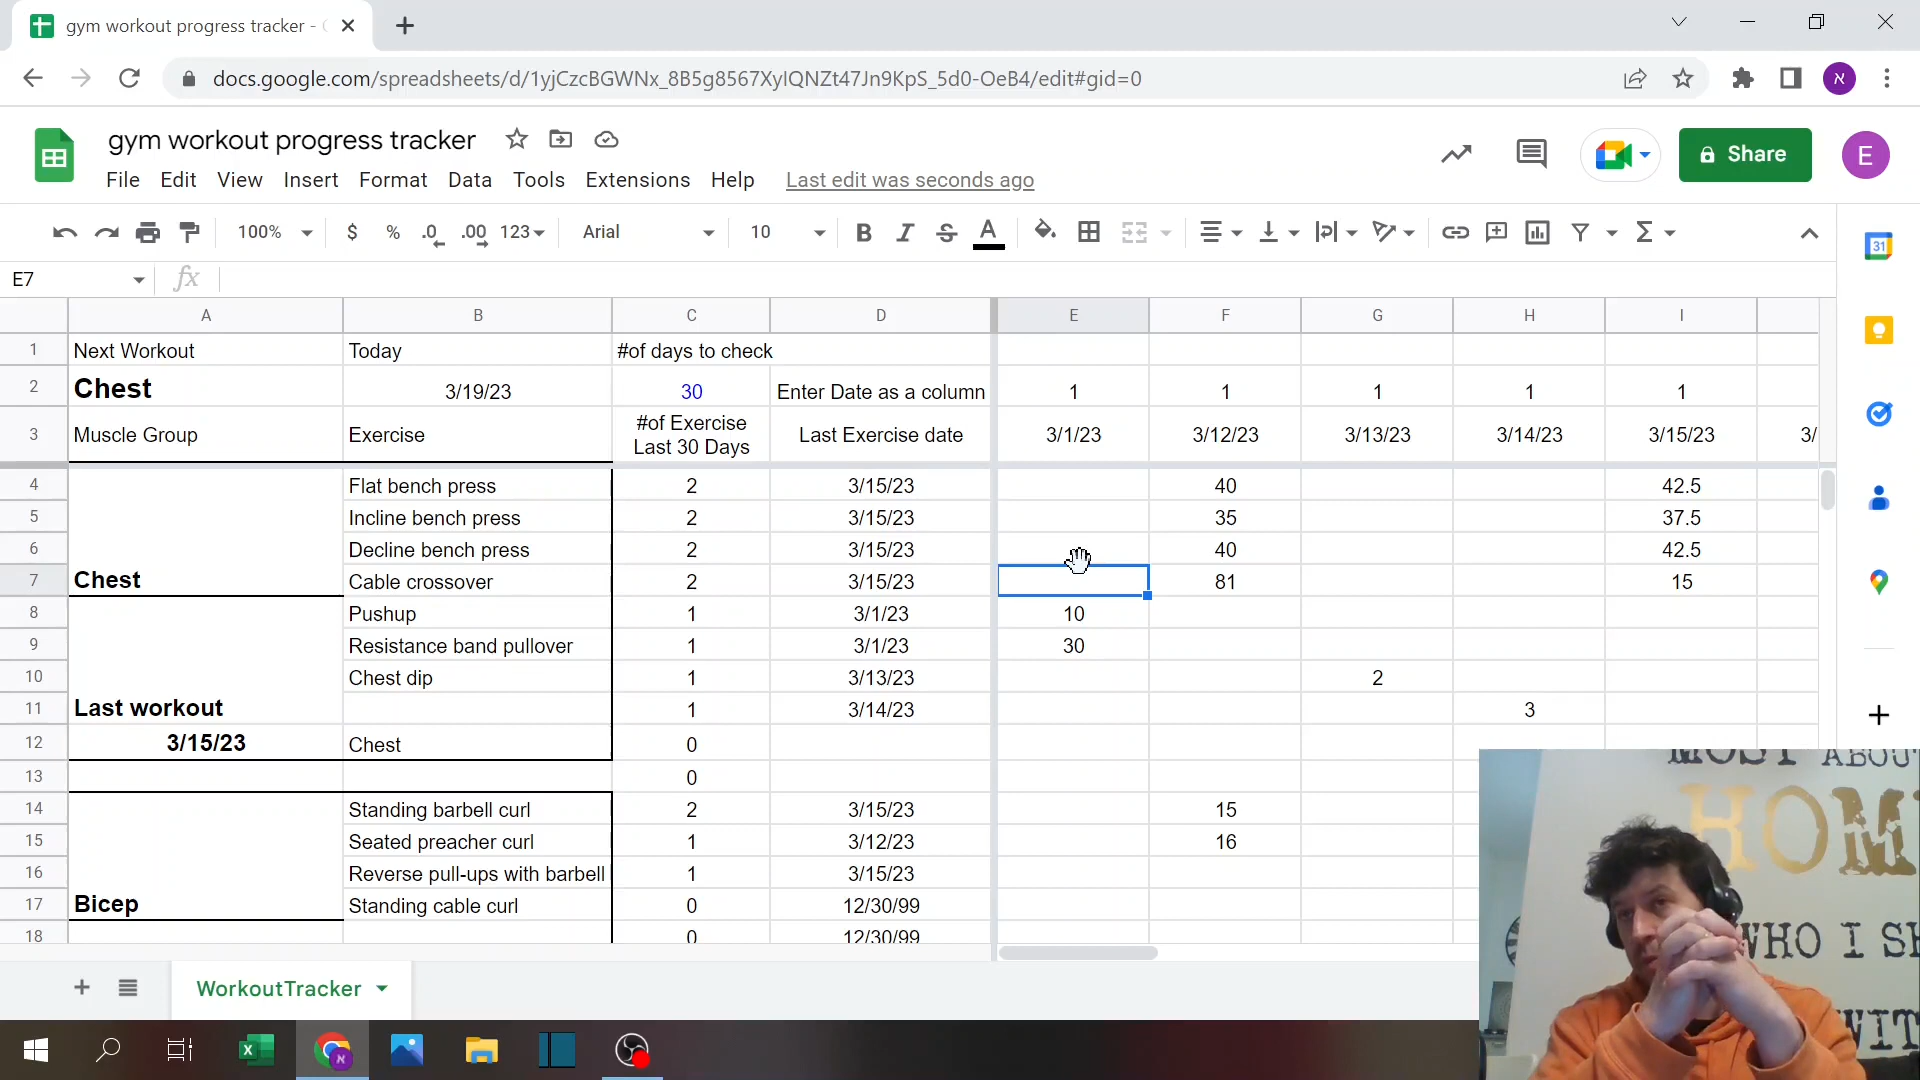 gym workout progress tracker -
docs.google.com/spreadsheets/d/1yjCzcBGWNx_8B5g8567XyIQNZt47Jn9KpS_5d0-OeB4/edit#gid=0
א
gym workout progress tracker
Share
E
File Edit View Insert Format Data Tools Extensions Help Last edit was seconds ago
100% $ % .0 .00 123 Arial 10 B I S A
31
E7 fx
A B C D E F G H I
1 Next Workout Today #of days to check
2 Chest 3/19/23 30 Enter Date as a column 1 1 1 1 1
3 Muscle Group Exercise #of Exercise Last 30 Days Last Exercise date 3/1/23 3/12/23 3/13/23 3/14/23 3/15/23 3/
4 Flat bench press 2 3/15/23 40 42.5
5 Incline bench press 2 3/15/23 35 37.5
6 Decline bench press 2 3/15/23 40 42.5
7 Chest Cable crossover 2 3/15/23 81 15
8 Pushup 1 3/1/23 10
9 Resistance band pullover 1 3/1/23 30
10 Chest dip 1 3/13/23 2
11 Last workout 1 3/14/23 3
12 3/15/23 Chest 0
13 0
14 Standing barbell curl 2 3/15/23 15
15 Seated preacher curl 1 3/12/23 16
16 Reverse pull-ups with barbell 1 3/15/23
17 Bicep Standing cable curl 0 12/30/99
18 0 12/30/99
WorkoutTracker
MOST ABOU
HOM
WHO I SH
WIT